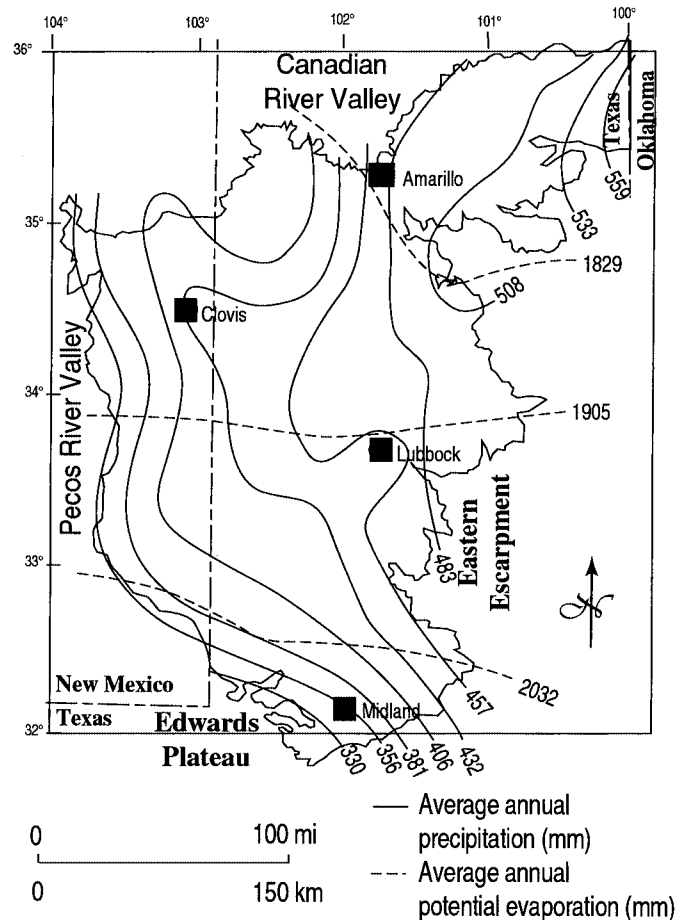 104°
103°
102°
101°
100°
36°
Canadian
River Valley
Texas
Oklahoma
Amarillo
559
533
35°
1829
508
Clovis
Pecos River Valley
34°
1905
Lubbock
Eastern
Escarpment
33°
483
2032
New Mexico
457
Midland
32°
Texas
Edwards
Plateau
330
356
381
406
432
0
100 mi
0
150 km
Average annual
precipitation (mm)
Average annual
potential evaporation (mm)